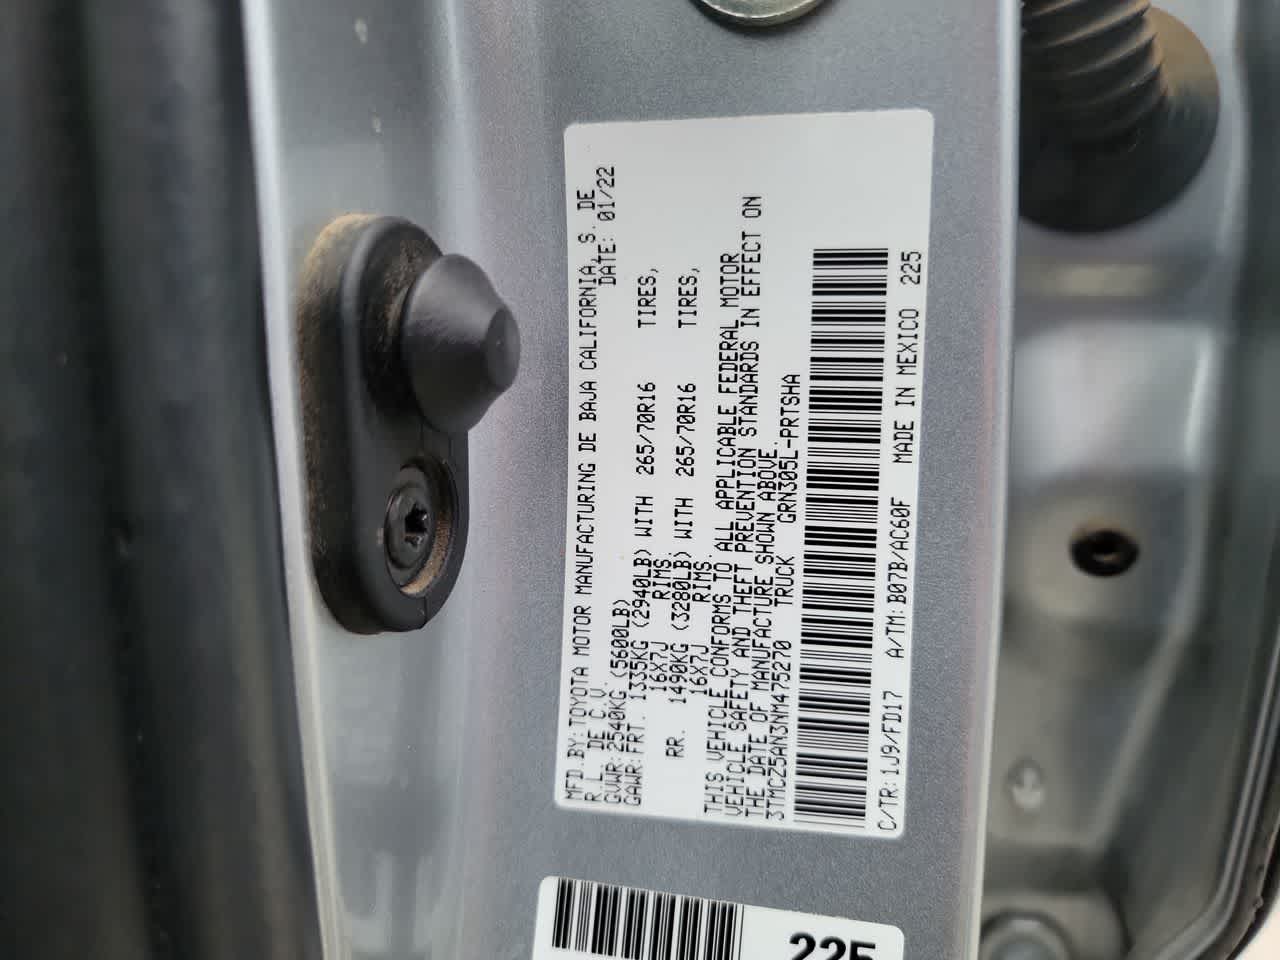 MFD.BY:TOYOTA MOTOR MANUFACTURING DE BAJA CALIFORNIA, S. DE
R.L. DE C.V. DATE: 01/22
GVWR:2540KG (5600LB)
GAWR:FRT. 1335KG (2940LB) WITH 265/70R16 TIRES,
16X7J RIMS
RR. 1490KG (3280LB) WITH 265/70R16 TIRES,
16X7J RIMS.
THIS VEHICLE CONFORMS TO ALL APPLICABLE FEDERAL MOTOR
VEHICLE SAFETY AND THEFT PREVENTION STANDARDS IN EFFECT ON
THE DATE OF MANUFACTURE SHOWN ABOVE.
3TMCZ5AN3NM475270 TRUCK GRN305L-PRTSHA
C/TR:1J9/FD17 A/TM:B07B/AC60F MADE IN MEXICO 225
225